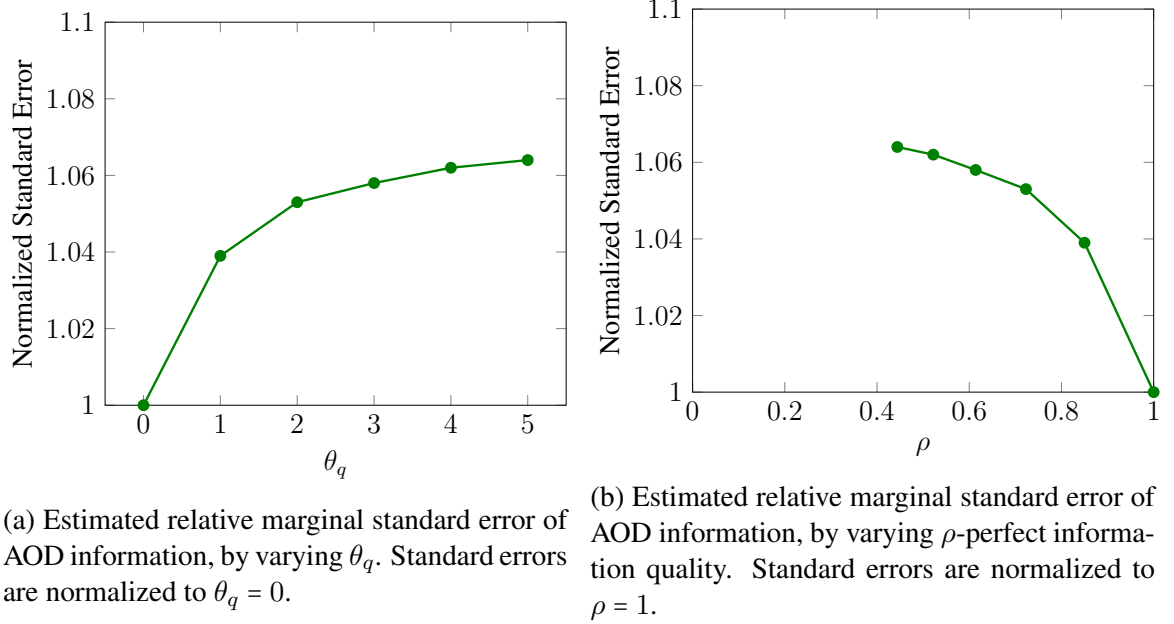 1.1
1.08
1.06
1.04
1.02
1
Normalized Standard Error
0 1 2 3 4 5
θq
(a) Estimated relative marginal standard error of
AOD information, by varying θq. Standard errors
are normalized to θq = 0.
1.1
1.08
1.06
1.04
1.02
1
Normalized Standard Error
0 0.2 0.4 0.6 0.8 1
ρ
(b) Estimated relative marginal standard error of
AOD information, by varying ρ-perfect informa-
tion quality. Standard errors are normalized to
ρ = 1.